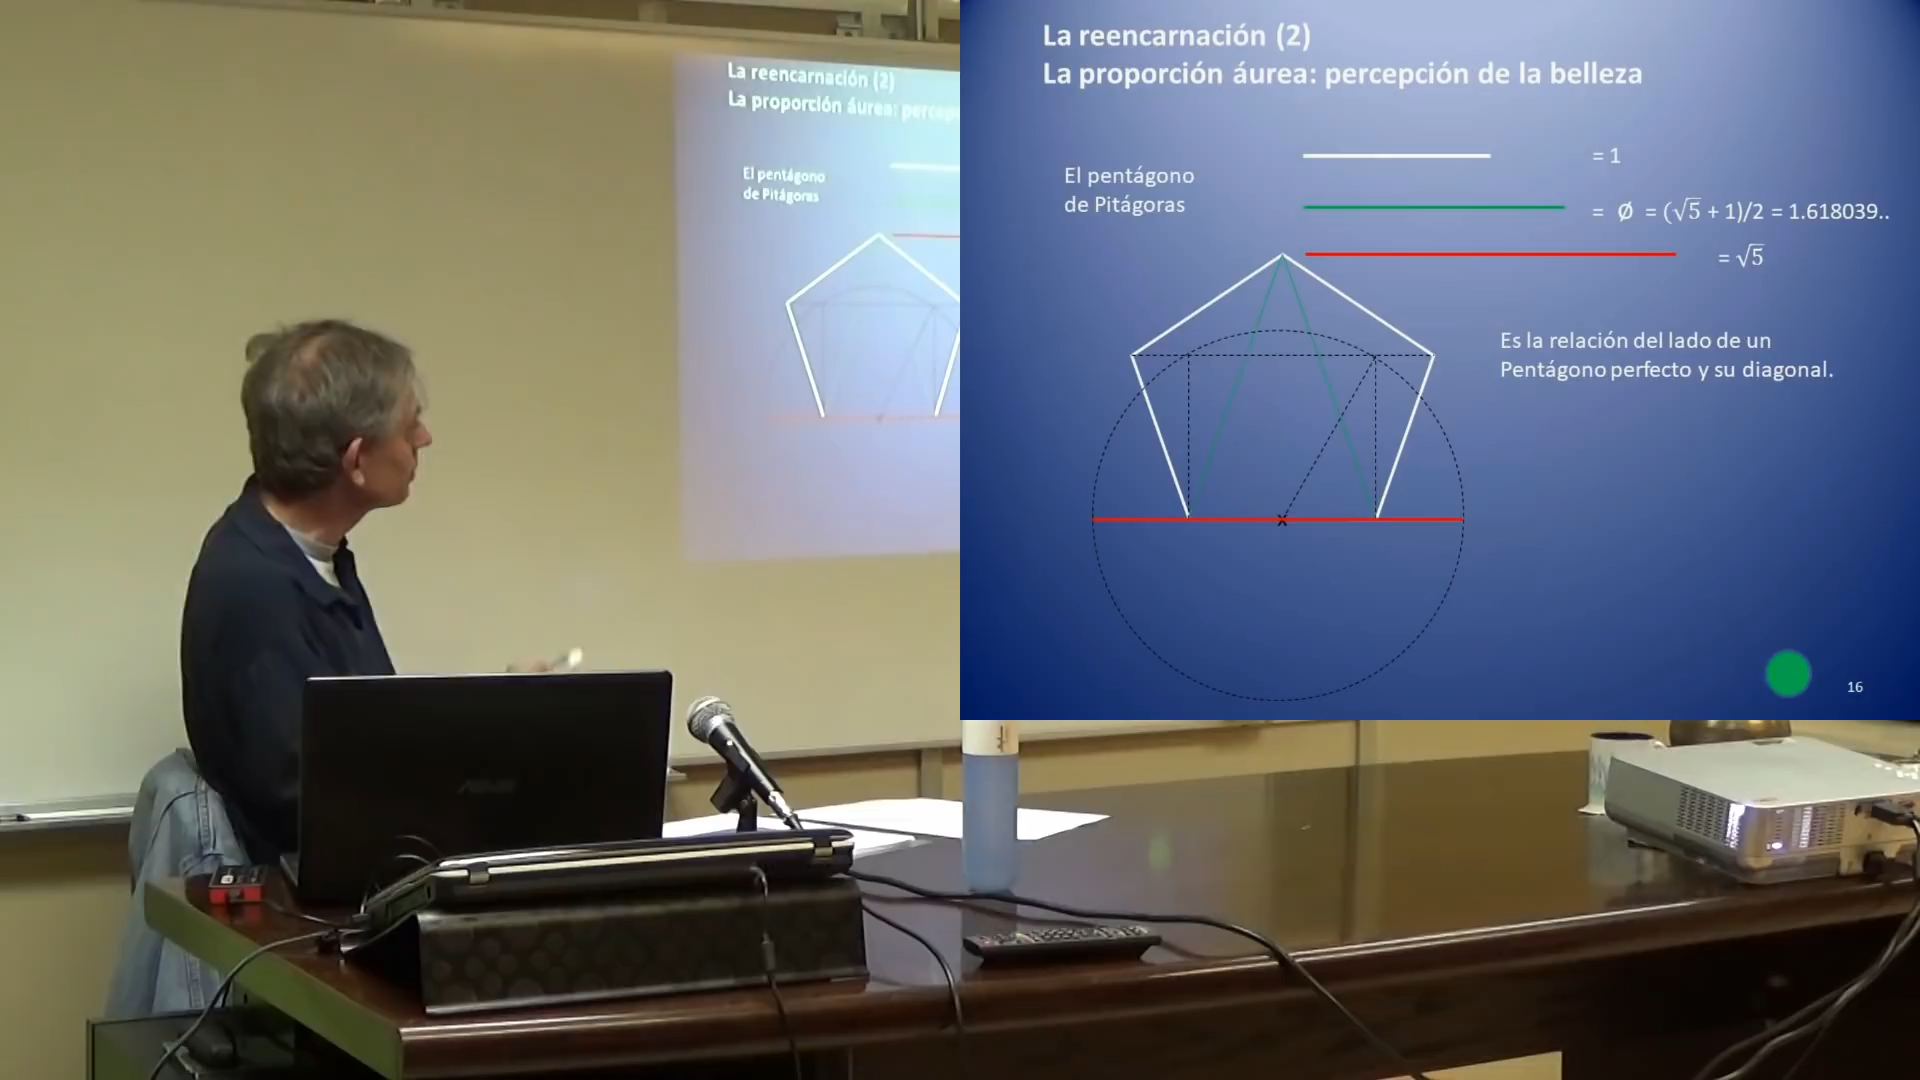 La reencarnación (2)
La proporción áurea: percep
El pentágono
de Pitágoras
La reencarnación (2)
La proporción áurea: percepción de la belleza
El pentágono
de Pitágoras
= 1
= Ø = (√5 + 1)/2 = 1.618039..
= √5
Es la relación del lado de un
Pentágono perfecto y su diagonal.
x
16
ASUS